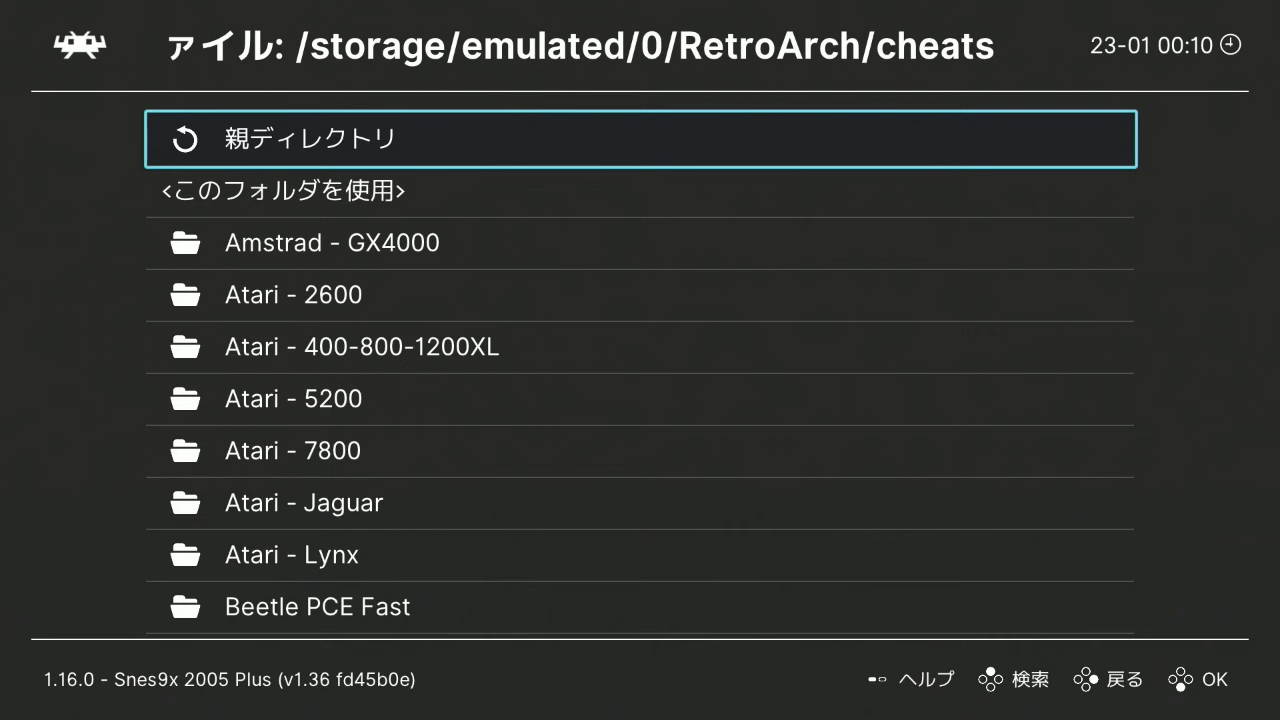 ァイル: /storage/emulated/0/RetroArch/cheats
23-01 00:10
親ディレクトリ
<このフォルダを使用>
Amstrad - GX4000
Atari - 2600
Atari - 400-800-1200XL
Atari - 5200
Atari - 7800
Atari - Jaguar
Atari - Lynx
Beetle PCE Fast
1.16.0 - Snes9x 2005 Plus (v1.36 fd45b0e)
ヘルプ 検索 戻る OK